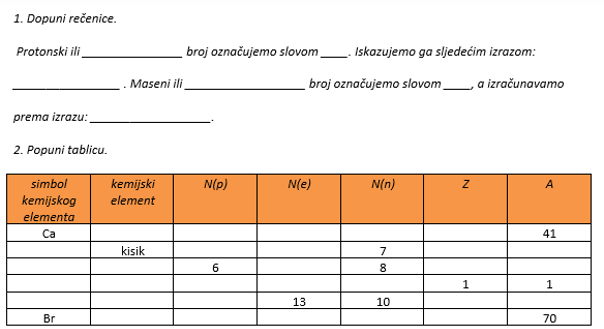 1. Dopuni rečenice.
Protonski ili _______________ broj označujemo slovom ____. Iskazujemo ga sljedećim izrazom:
________________ . Maseni ili __________________ broj označujemo slovom ____, a izračunavamo
prema izrazu: __________________.
2. Popuni tablicu.
simbol kemijski N(p) N(e) N(n) Z A
kemijskog element
elementa
Ca 41
kisik 7
6 8
1 1
13 10
Br 70